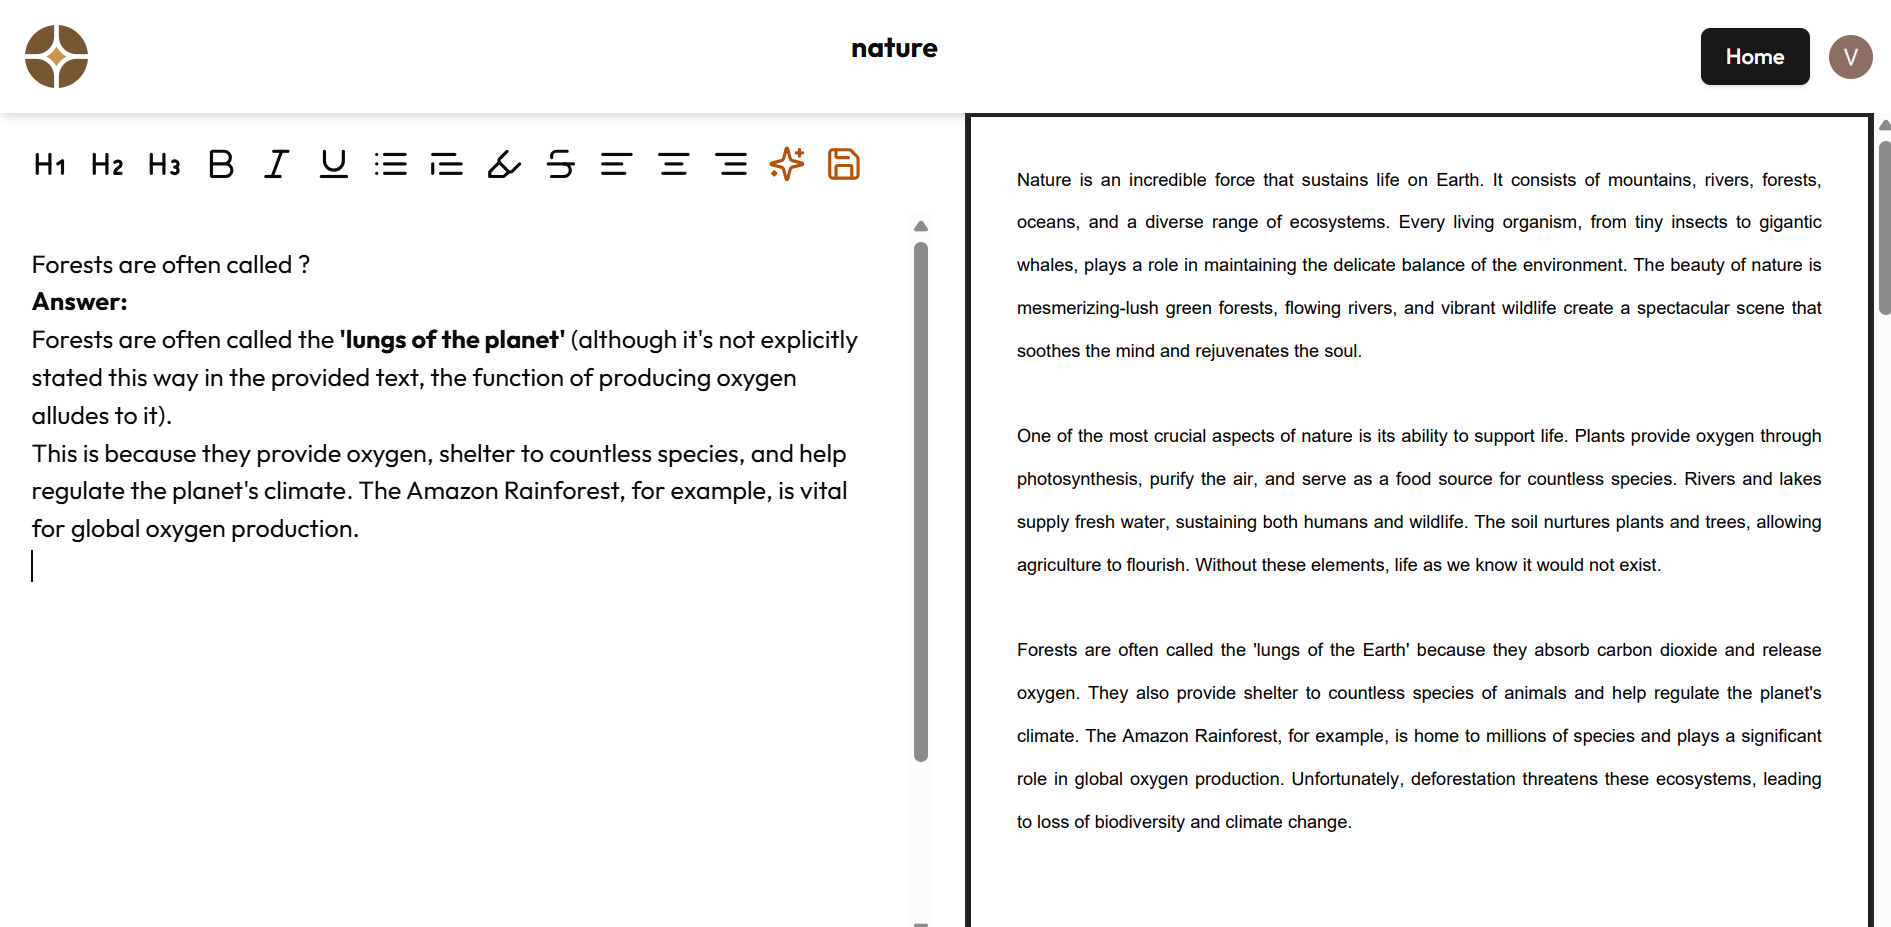 nature
Home
V
H1 H2 H3 B I U S
Forests are often called ?
Answer:
Forests are often called the 'lungs of the planet' (although it's not explicitly
stated this way in the provided text, the function of producing oxygen
alludes to it).
This is because they provide oxygen, shelter to countless species, and help
regulate the planet's climate. The Amazon Rainforest, for example, is vital
for global oxygen production.
Nature is an incredible force that sustains life on Earth. It consists of mountains, rivers, forests,
oceans, and a diverse range of ecosystems. Every living organism, from tiny insects to gigantic
whales, plays a role in maintaining the delicate balance of the environment. The beauty of nature is
mesmerizing-lush green forests, flowing rivers, and vibrant wildlife create a spectacular scene that
soothes the mind and rejuvenates the soul.
One of the most crucial aspects of nature is its ability to support life. Plants provide oxygen through
photosynthesis, purify the air, and serve as a food source for countless species. Rivers and lakes
supply fresh water, sustaining both humans and wildlife. The soil nurtures plants and trees, allowing
agriculture to flourish. Without these elements, life as we know it would not exist.
Forests are often called the 'lungs of the Earth' because they absorb carbon dioxide and release
oxygen. They also provide shelter to countless species of animals and help regulate the planet's
climate. The Amazon Rainforest, for example, is home to millions of species and plays a significant
role in global oxygen production. Unfortunately, deforestation threatens these ecosystems, leading
to loss of biodiversity and climate change.